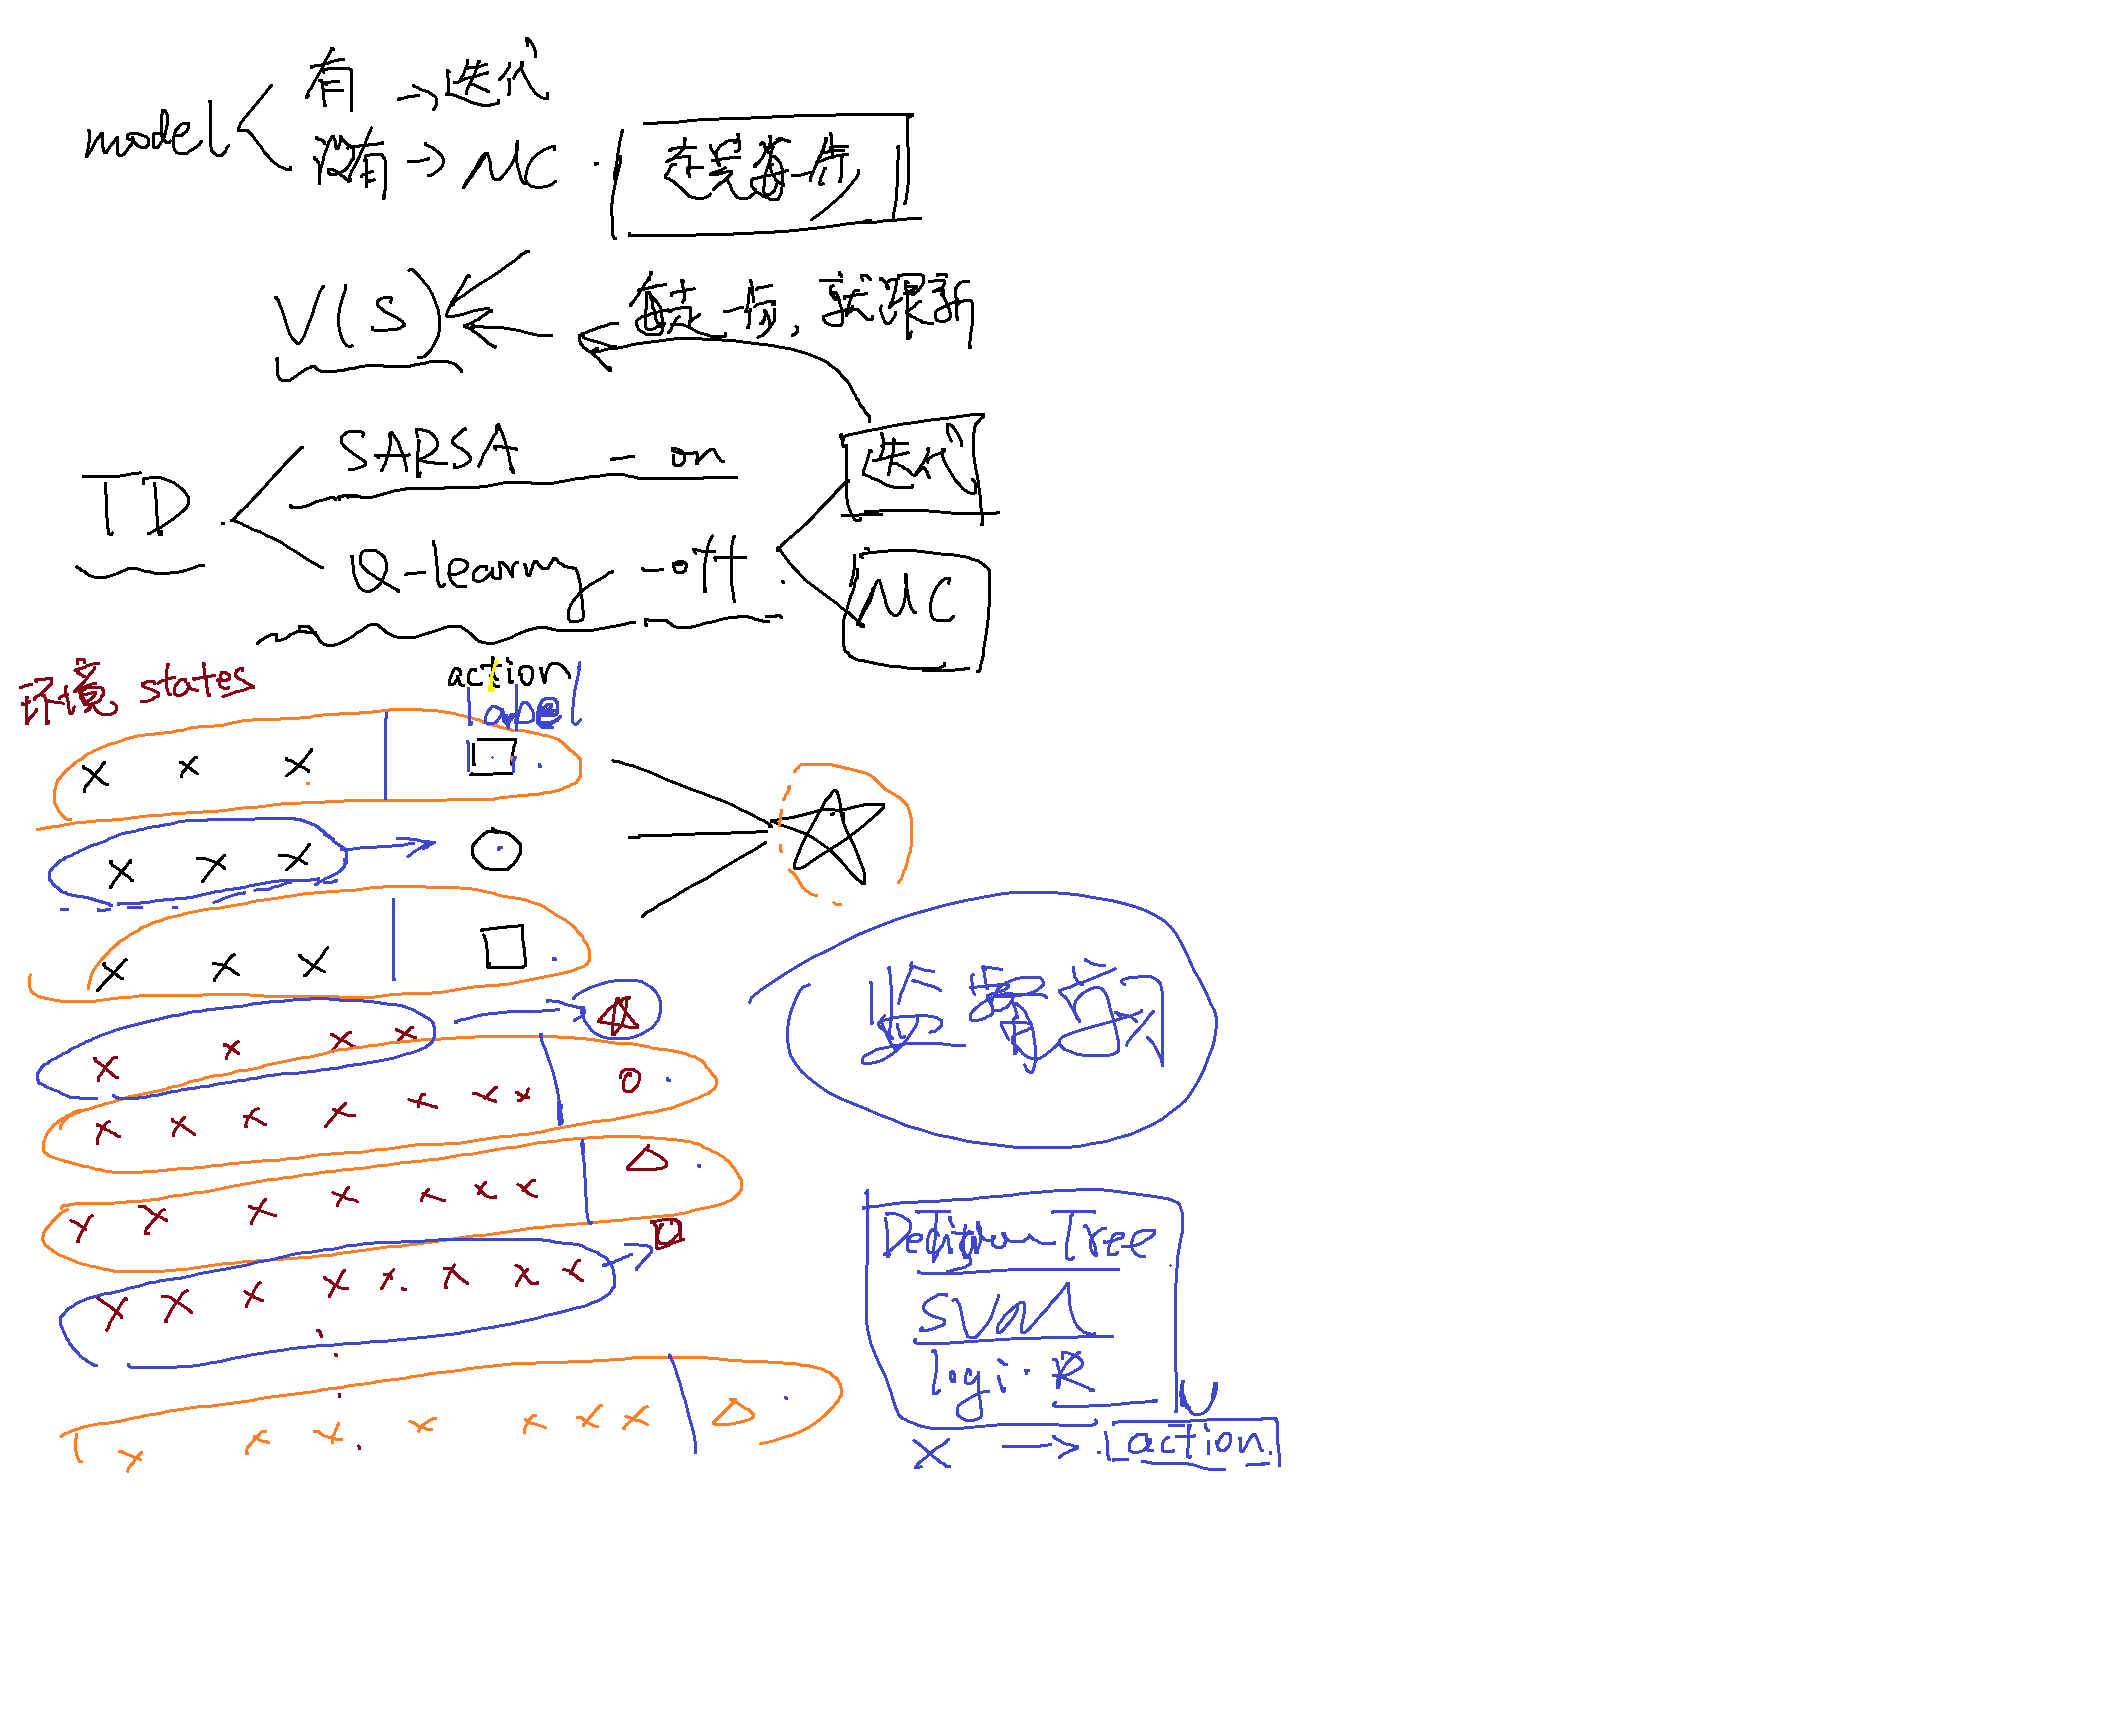 model
有 → 迭代
没有 → MC · 走完每一步
V(S) 每走一步, 就跟新
TD
SARSA - on
Q-learning - off
迭代
MC
环境 states
action
label
监督学习
Decision Tree
SVM
logi · R
X → action